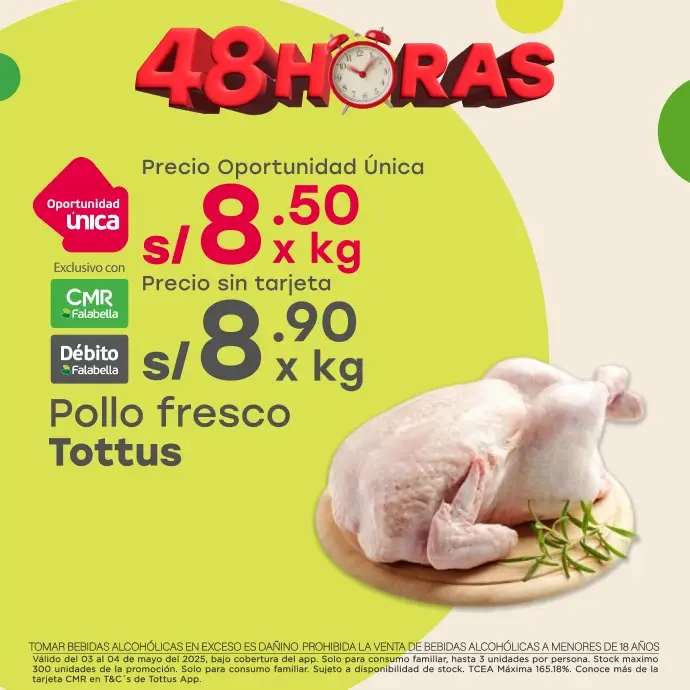 48HORAS
Precio Oportunidad Única
Oportunidad
única
s/8.50
x kg
Exclusivo con
CMR
Falabella
Precio sin tarjeta
s/8.90
x kg
Débito
Falabella
Pollo fresco
Tottus
TOMAR BEBIDAS ALCOHÓLICAS EN EXCESO ES DAÑINO PROHIBIDA LA VENTA DE BEBIDAS ALCOHÓLICAS A MENORES DE 18 AÑOS
Válido del 03 al 04 de mayo del 2025, bajo cobertura del app. Solo para consumo familiar, hasta 3 unidades por persona. Stock maximo
300 unidades de la promoción. Solo para consumo familiar. Sujeto a disponibilidad de stock. TCEA Máxima 165.18%. Conoce más de la
tarjeta CMR en T&C´s de Tottus App.